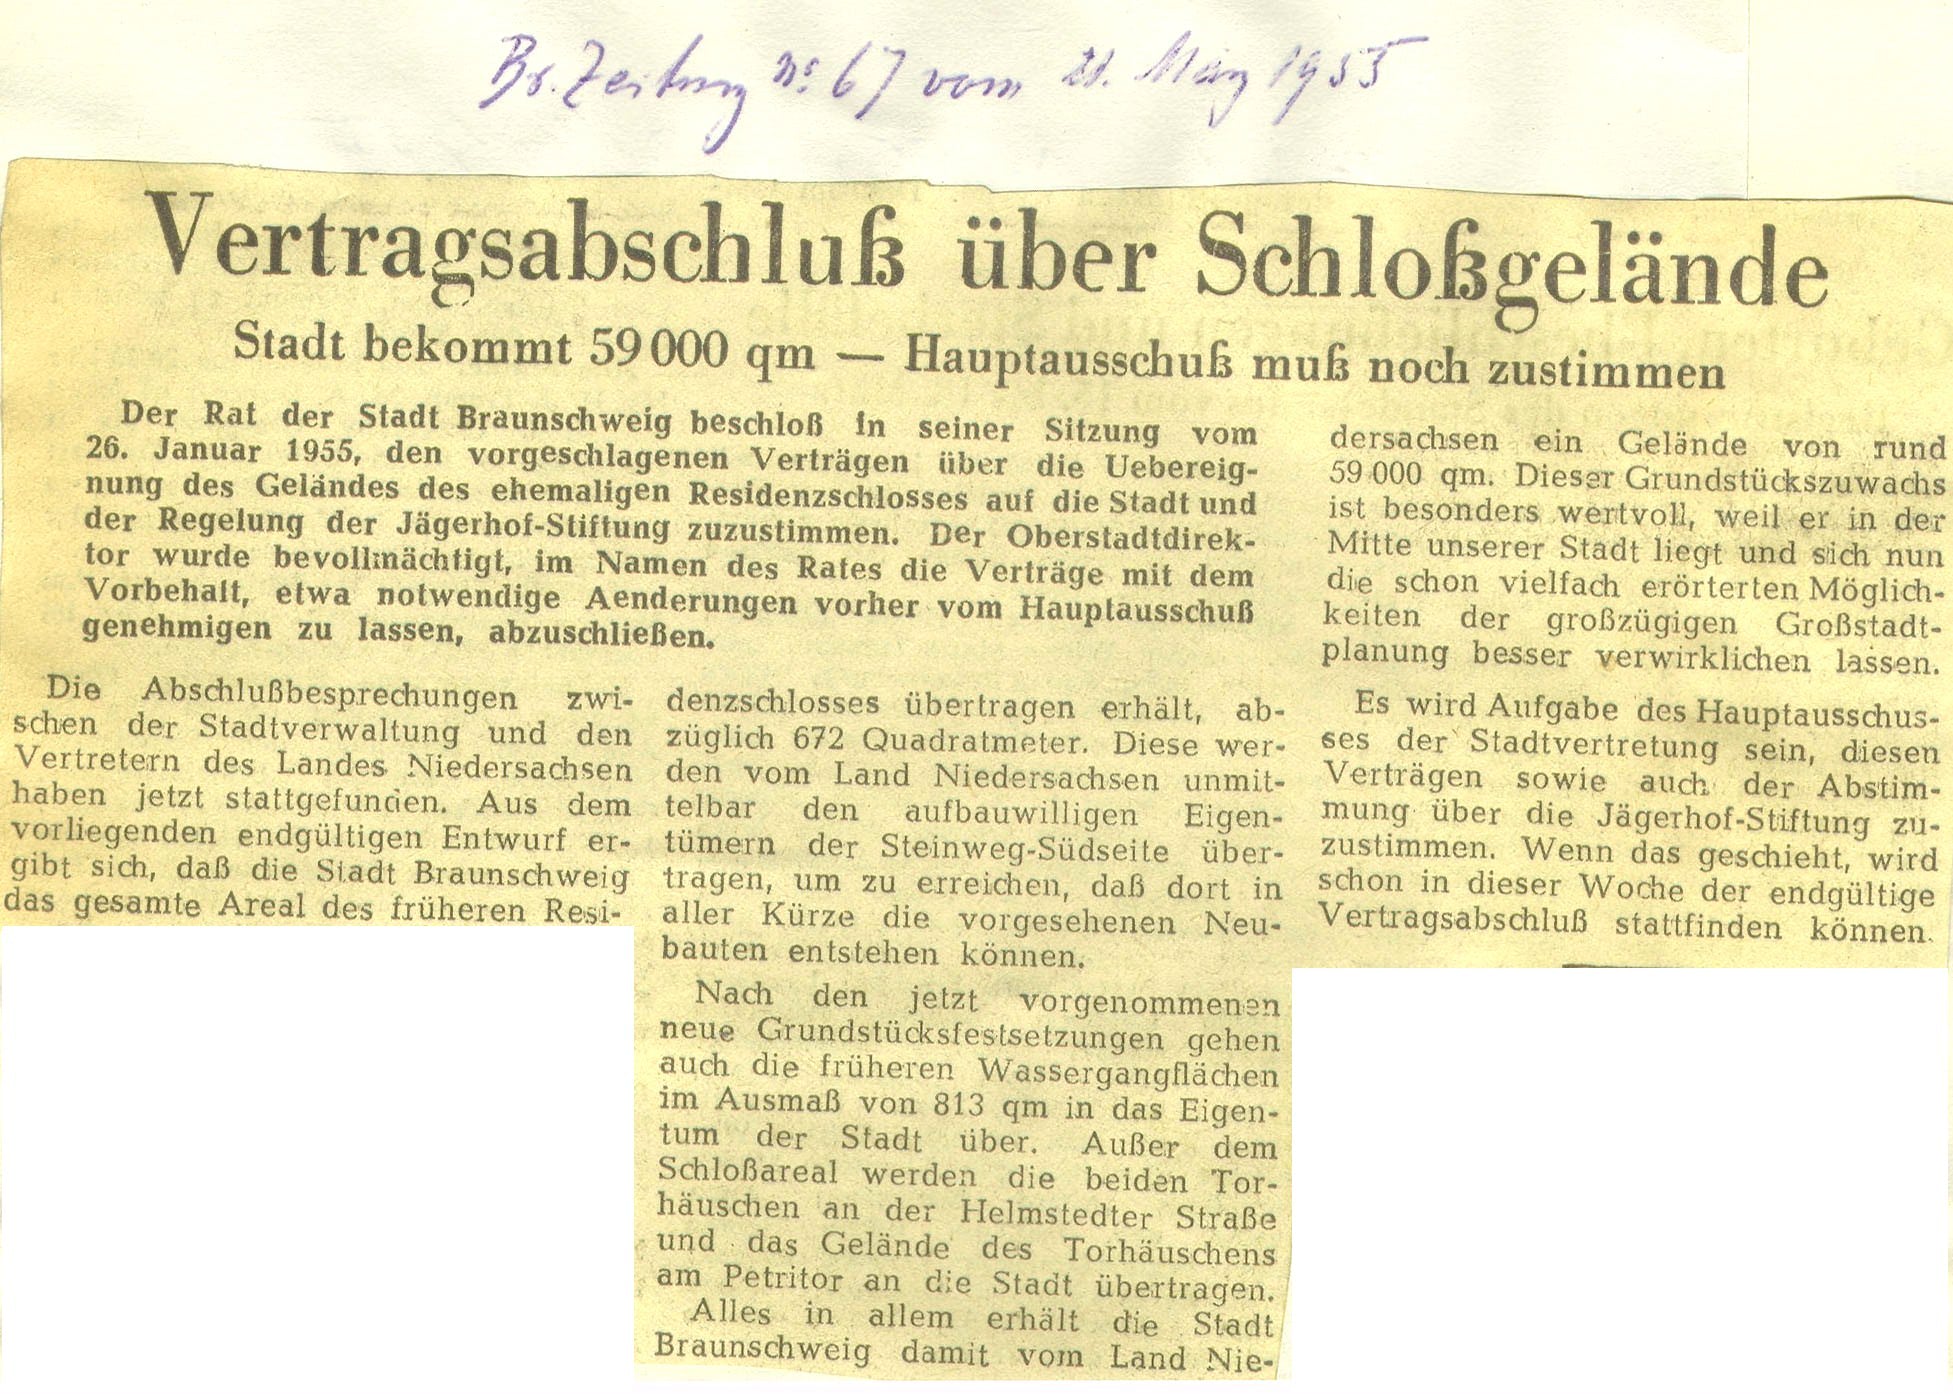 Br. Zeitung No 67 vom 21. März 1955
Vertragsabschluß über Schloßgelände
Stadt bekommt 59 000 qm — Hauptausschuß muß noch zustimmen
Der Rat der Stadt Braunschweig beschloß in seiner Sitzung vom
26. Januar 1955, den vorgeschlagenen Verträgen über die Uebereig-
nung des Geländes des ehemaligen Residenzschlosses auf die Stadt und
der Regelung der Jägerhof-Stiftung zuzustimmen. Der Oberstadtdirek-
tor wurde bevollmächtigt, im Namen des Rates die Verträge mit dem
Vorbehalt, etwa notwendige Aenderungen vorher vom Hauptausschuß
genehmigen zu lassen, abzuschließen.
Die Abschlußbesprechungen zwi-
schen der Stadtverwaltung und den
Vertretern des Landes Niedersachsen
haben jetzt stattgefunden. Aus dem
vorliegenden endgültigen Entwurf er-
gibt sich, daß die Stadt Braunschweig
das gesamte Areal des früheren Resi-
denzschlosses übertragen erhält, ab-
züglich 672 Quadratmeter. Diese wer-
den vom Land Niedersachsen unmit-
telbar den aufbauwilligen Eigen-
tümern der Steinweg-Südseite über-
tragen, um zu erreichen, daß dort in
aller Kürze die vorgesehenen Neu-
bauten entstehen können.
Nach den jetzt vorgenommenen
neue Grundstücksfestsetzungen gehen
auch die früheren Wassergangflächen
im Ausmaß von 813 qm in das Eigen-
tum der Stadt über. Außer dem
Schloßareal werden die beiden Tor-
häuschen an der Helmstedter Straße
und das Gelände des Torhäuschens
am Petritor an die Stadt übertragen.
Alles in allem erhält die Stadt
Braunschweig damit vom Land Nie-
dersachsen ein Gelände von rund
59 000 qm. Dieser Grundstückszuwachs
ist besonders wertvoll, weil er in der
Mitte unserer Stadt liegt und sich nun
die schon vielfach erörterten Möglich-
keiten der großzügigen Großstadt-
planung besser verwirklichen lassen.
Es wird Aufgabe des Hauptausschus-
ses der Stadtvertretung sein, diesen
Verträgen sowie auch der Abstim-
mung über die Jägerhof-Stiftung zu-
zustimmen. Wenn das geschieht, wird
schon in dieser Woche der endgültige
Vertragsabschluß stattfinden können.